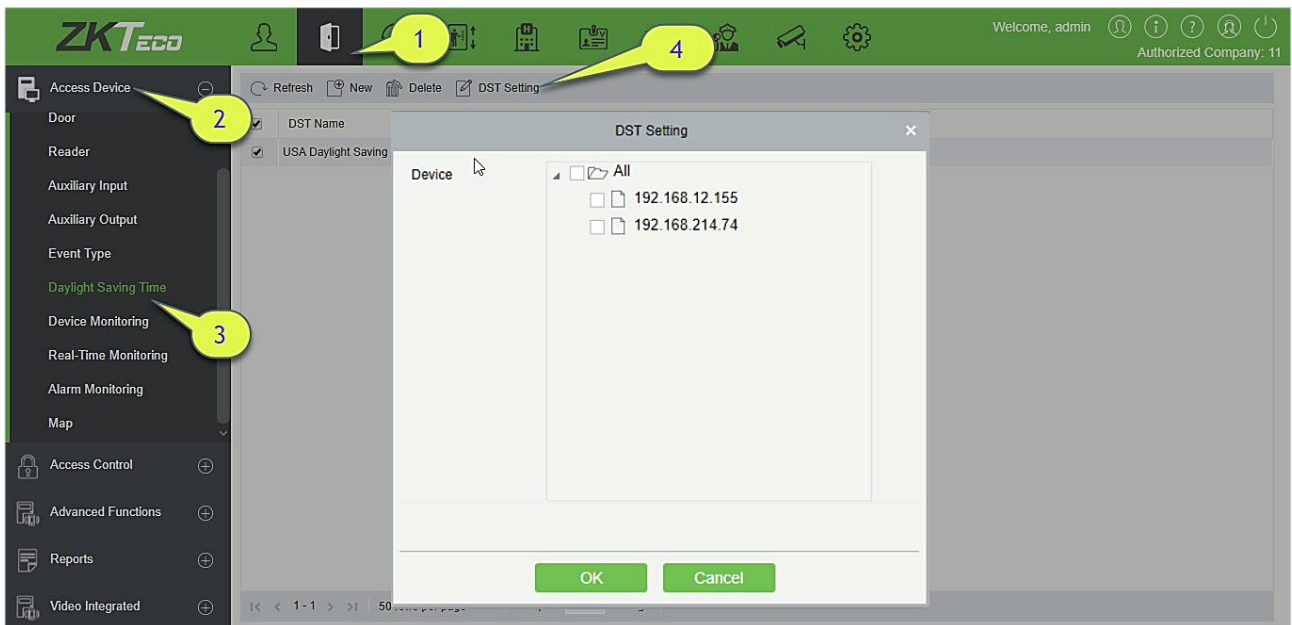 ZKTECO
1
4
Welcome, admin
Authorized Company: 11
Access Device
2
Door
Reader
Auxiliary Input
Auxiliary Output
Event Type
Daylight Saving Time
3
Device Monitoring
Real-Time Monitoring
Alarm Monitoring
Map
Access Control
Advanced Functions
Reports
Video Integrated
Refresh New Delete DST Setting
DST Name
USA Daylight Saving
DST Setting
Device
All
192.168.12.155
192.168.214.74
OK Cancel
1-1 50